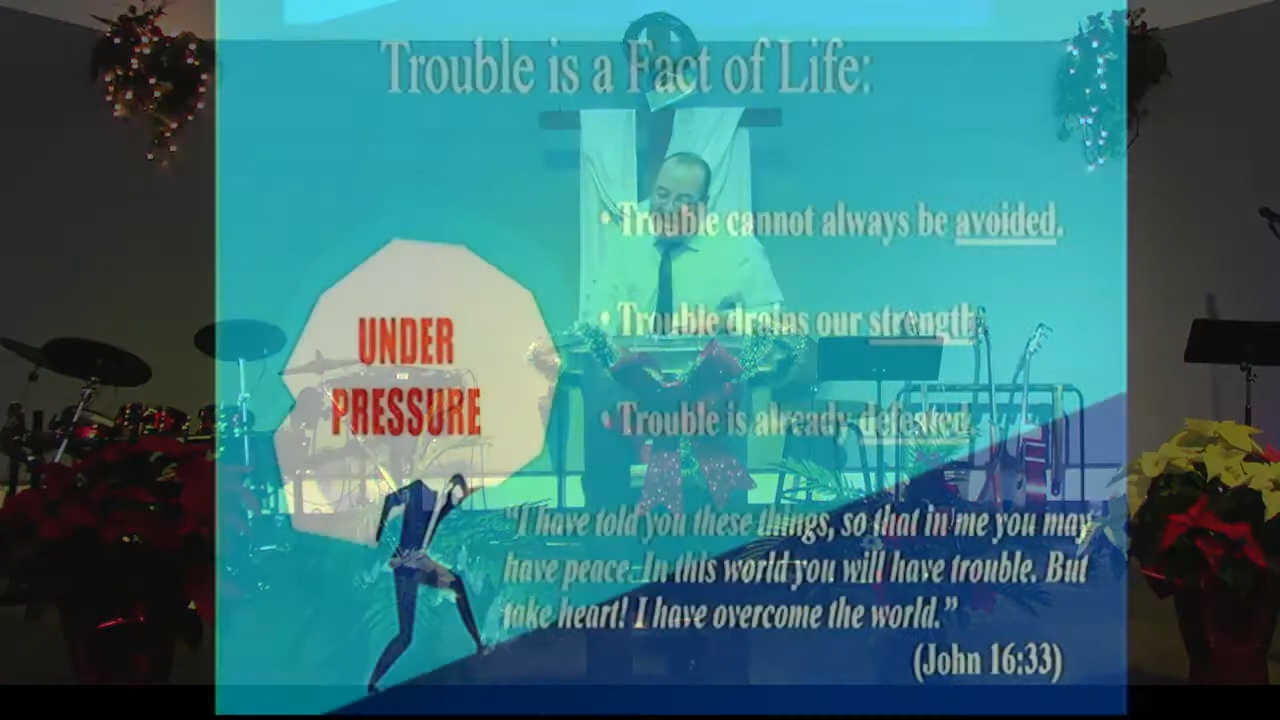 Trouble is a Fact of Life:
• Trouble cannot always be avoided.
• Trouble drains our strength.
• Trouble is already defeated.
UNDER
PRESSURE
"I have told you these things, so that in me you may
have peace. In this world you will have trouble. But
take heart! I have overcome the world."
(John 16:33)